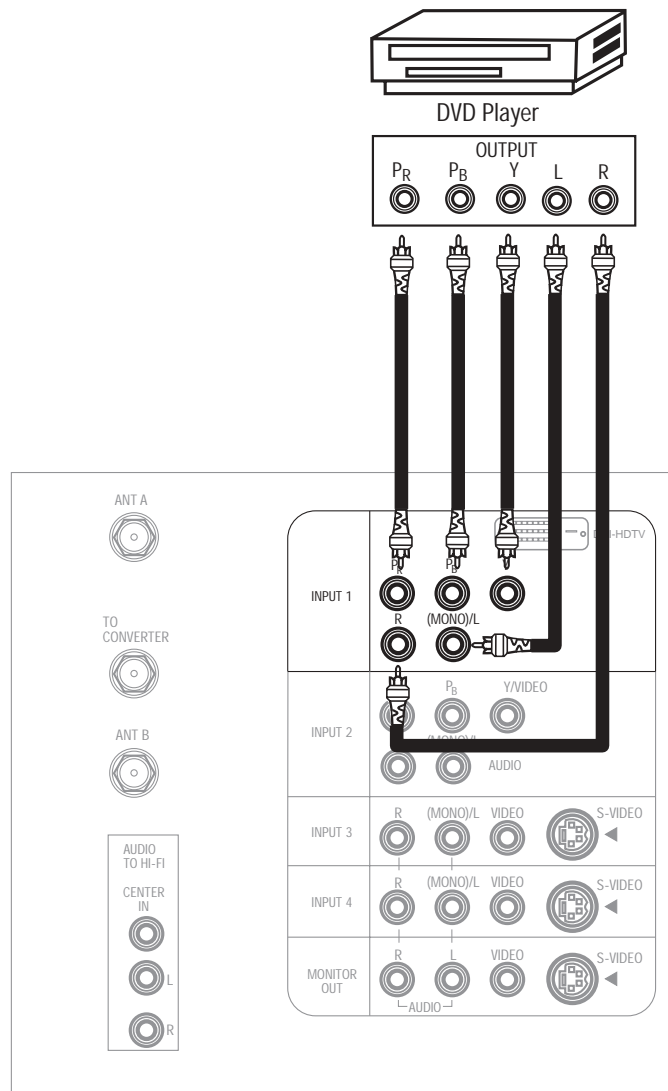 DVD Player
OUTPUT
PR PB Y L R
ANT A
TO
CONVERTER
ANT B
AUDIO
TO HI-FI
CENTER
IN
L
R
INPUT 1
PR PB
R (MONO)/L
INPUT 2
PB Y/VIDEO
(MONO)/L
AUDIO
INPUT 3
R (MONO)/L VIDEO S-VIDEO
INPUT 4
R (MONO)/L VIDEO S-VIDEO
MONITOR
OUT
R L VIDEO S-VIDEO
AUDIO